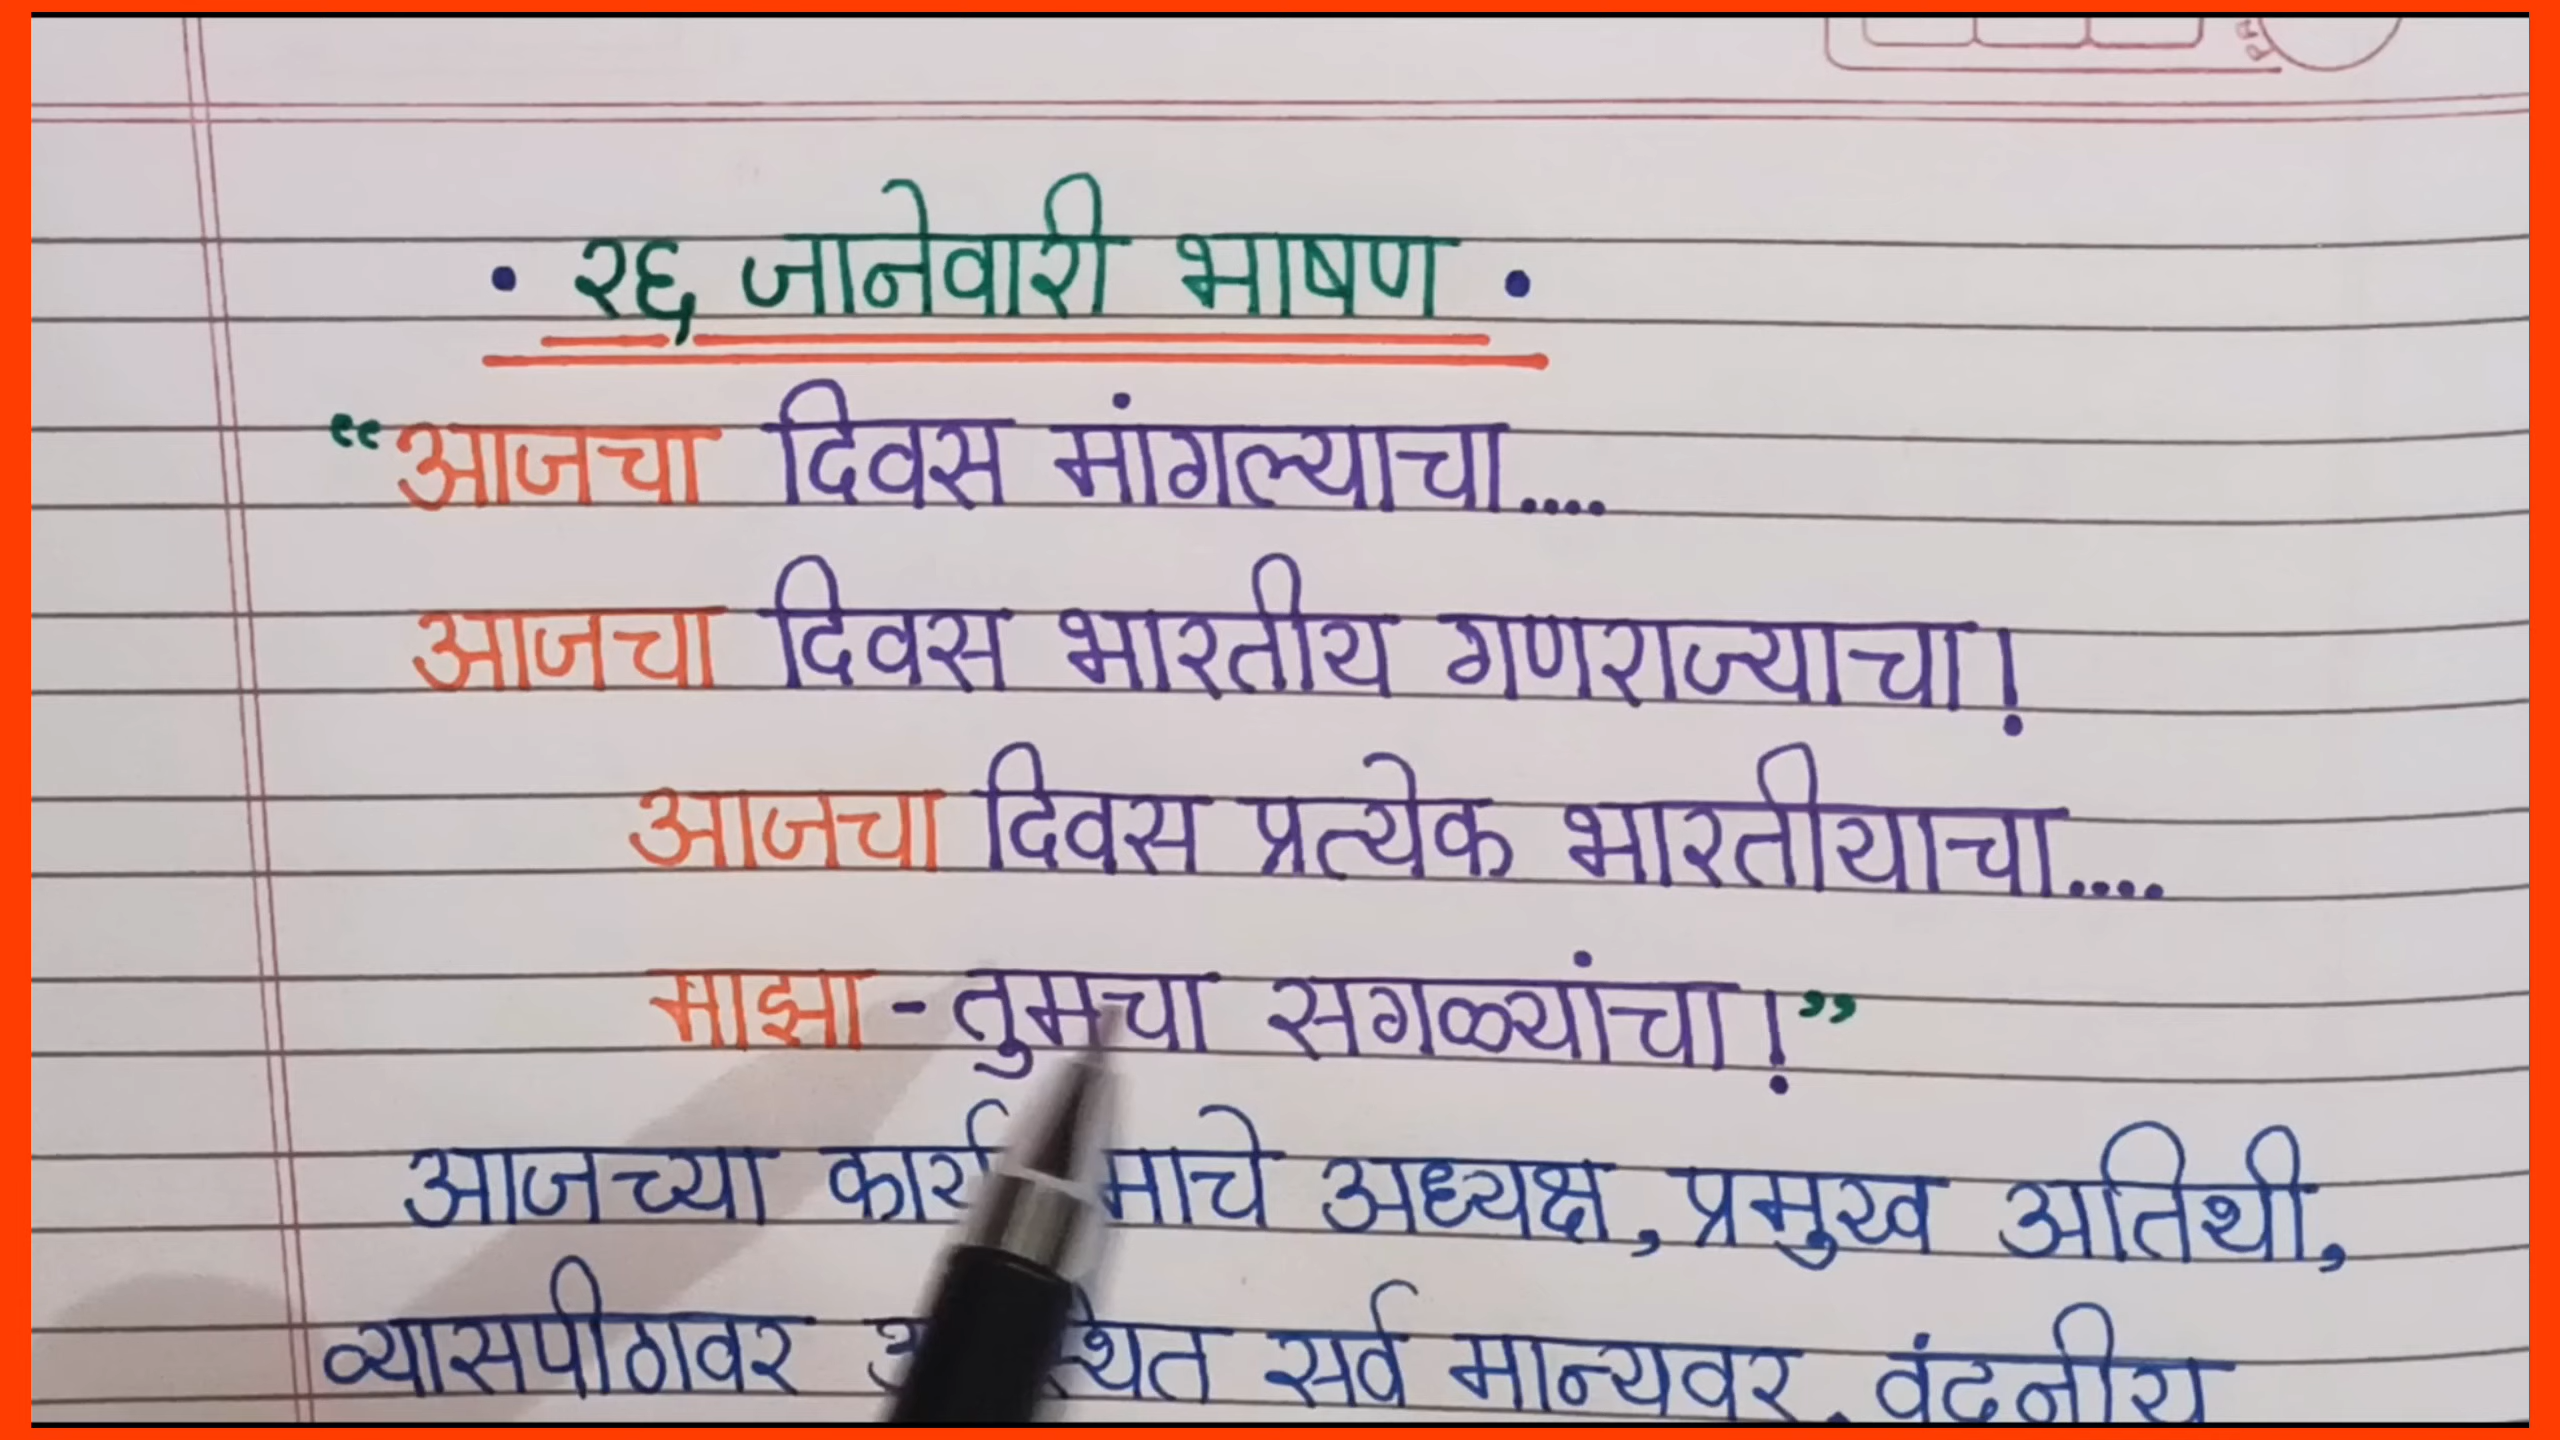 • २६ जानेवारी भाषण •
“आजचा दिवस मांगल्याचा....
आजचा दिवस भारतीय गणराज्याचा!
आजचा दिवस प्रत्येक भारतीयाचा....
माझा - तुमचा सगळ्यांचा!”
आजच्या माचे अध्यक्ष, प्रमुख अतिथी,
व्यासपीठावर सर्व मान्यवर, वंदनीय